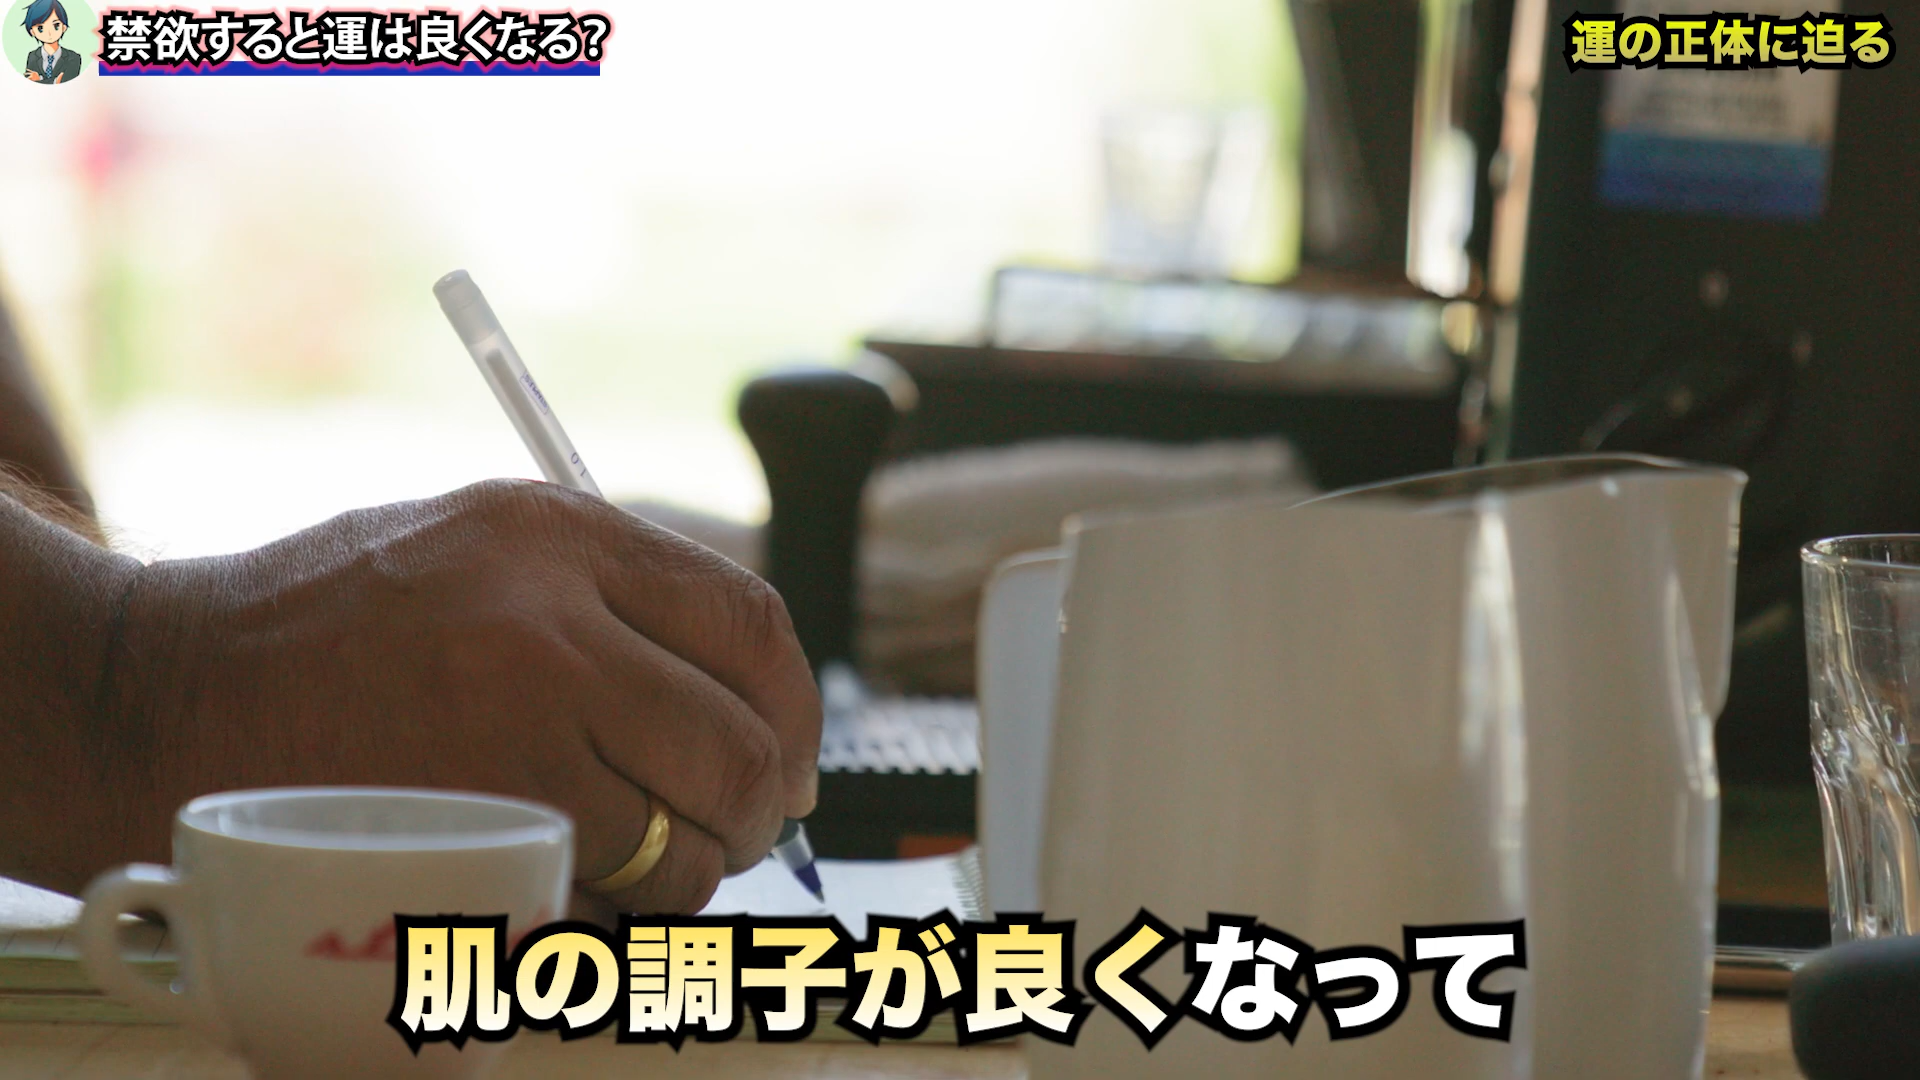 禁欲すると運は良くなる?
運の正体に迫る
肌の調子が良くなって